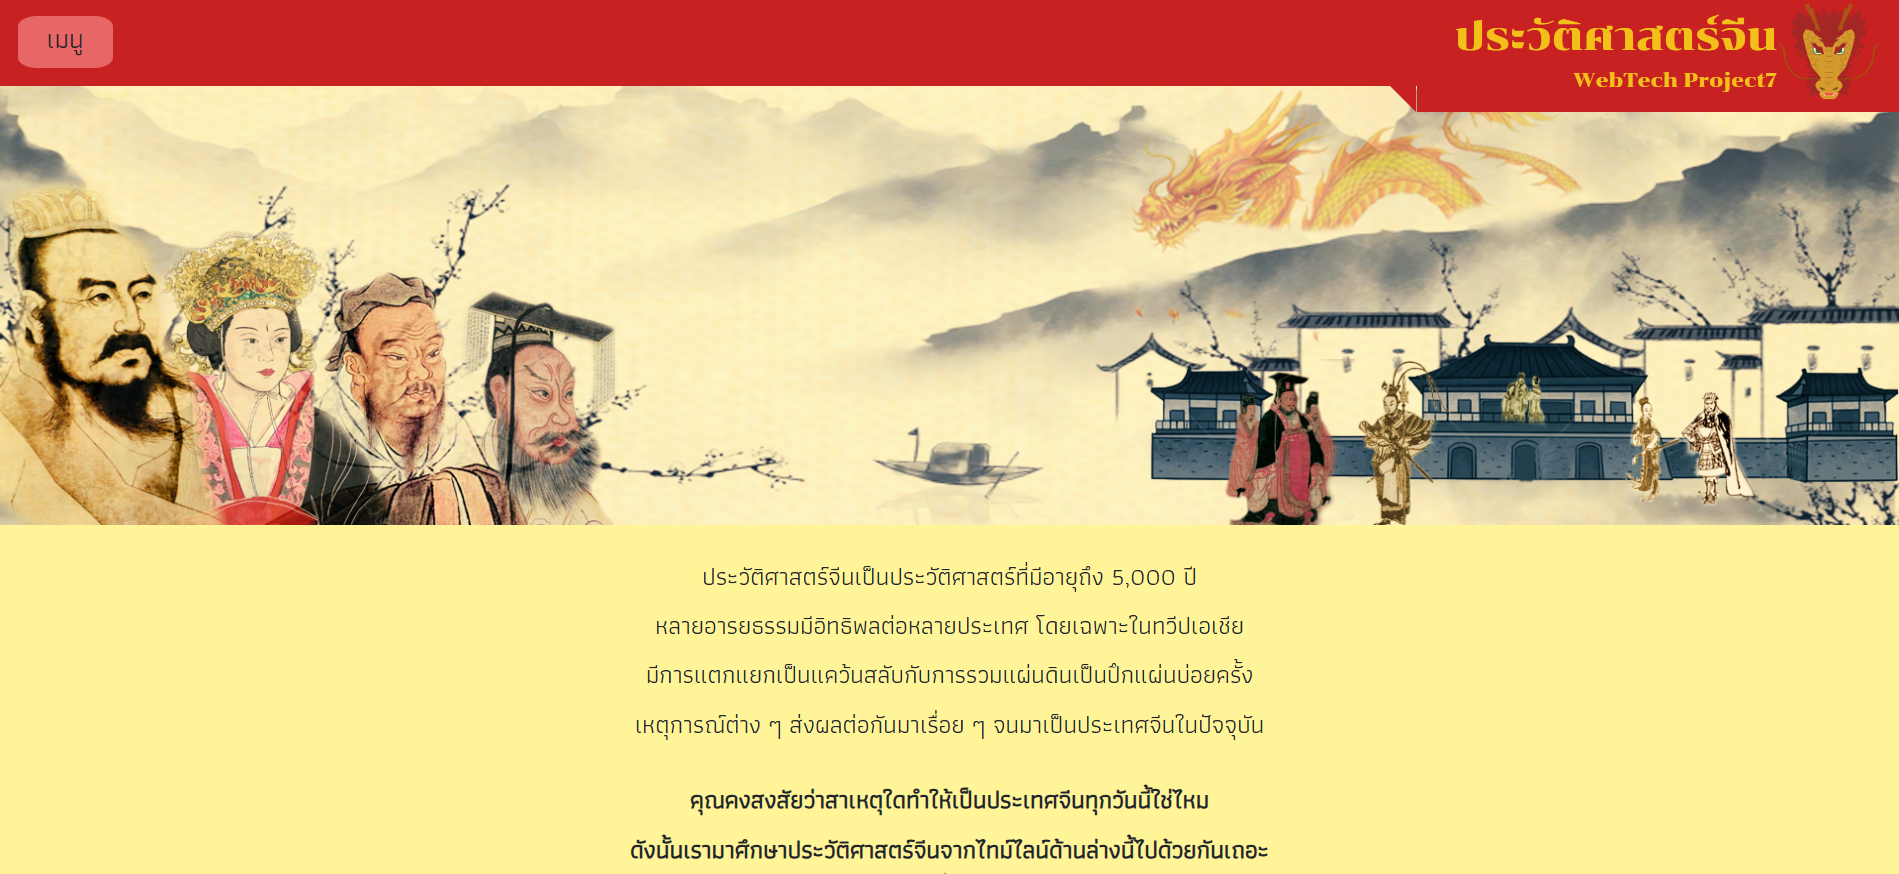 เมนู
ประวัติศาสตร์จีน
WebTech Project7
ประวัติศาสตร์จีนเป็นประวัติศาสตร์ที่มีอายุถึง 5,000 ปี
หลายอารยธรรมมีอิทธิพลต่อหลายประเทศ โดยเฉพาะในทวีปเอเชีย
มีการแตกแยกเป็นแคว้นสลับกับการรวมแผ่นดินเป็นปึกแผ่นบ่อยครั้ง
เหตุการณ์ต่าง ๆ ส่งผลต่อกันมาเรื่อย ๆ จนมาเป็นประเทศจีนในปัจจุบัน
คุณคงสงสัยว่าสาเหตุใดทำให้เป็นประเทศจีนทุกวันนี้ใช่ไหม
ดังนั้นเรามาศึกษาประวัติศาสตร์จีนจากไทม์ไลน์ด้านล่างนี้ไปด้วยกันเถอะ